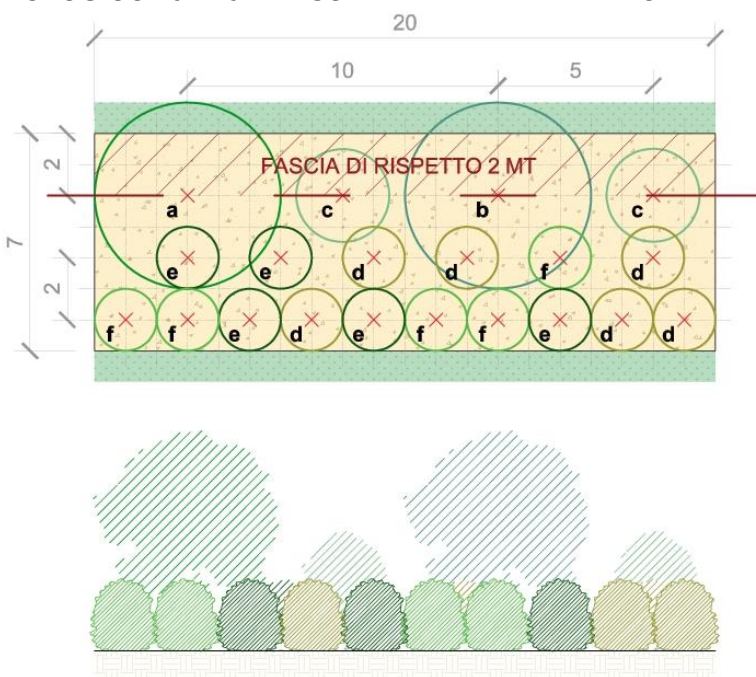 20
10 5
FASCIA DI RISPETTO 2 MT
2
7
2
a c b c
e e d d f d
f f e d e f f e d d